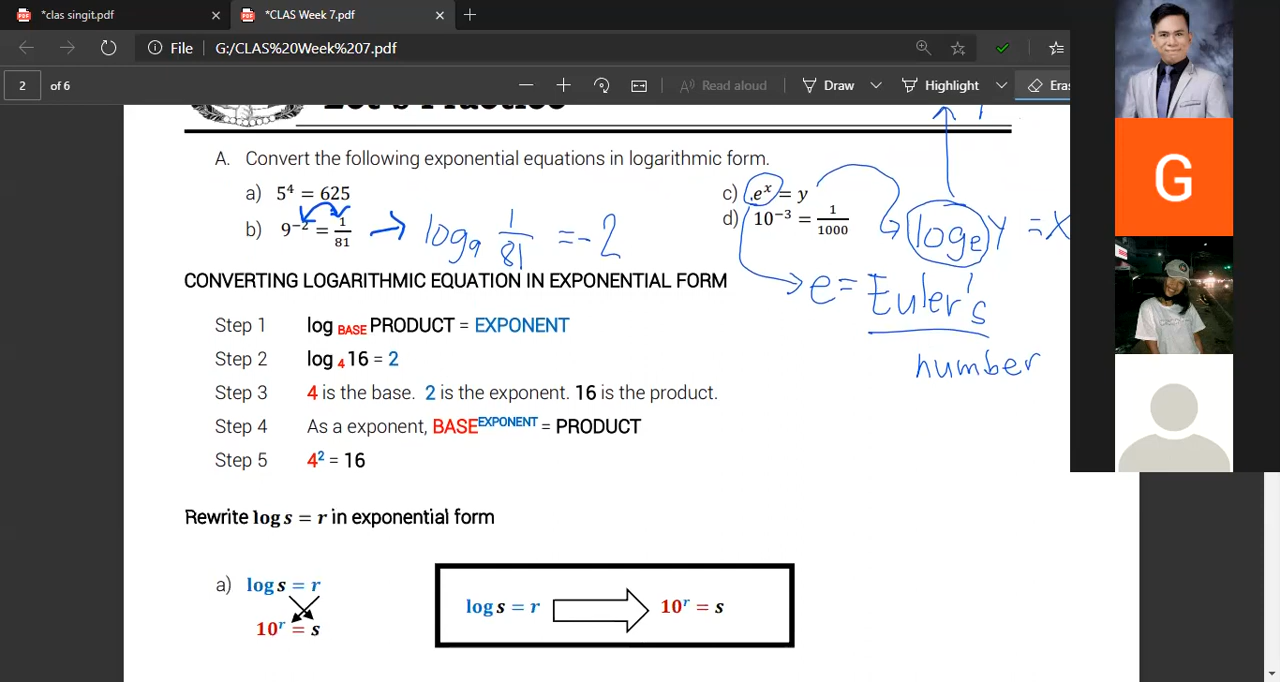 *clas singit.pdf
*CLAS Week 7.pdf
File G:/CLAS%20Week%207.pdf
2 of 6 Read aloud Draw Highlight Eras
Let's Practice
A. Convert the following exponential equations in logarithmic form.
a) 5⁴ = 625
b) 9⁻² = 1/81 → log₉ 1/81 = -2
c) eˣ = y
d) 10⁻³ = 1/1000
logₑ y = x
e = Euler's
number
CONVERTING LOGARITHMIC EQUATION IN EXPONENTIAL FORM
Step 1 log BASE PRODUCT = EXPONENT
Step 2 log ₄ 16 = 2
Step 3 4 is the base. 2 is the exponent. 16 is the product.
Step 4 As a exponent, BASE^EXPONENT = PRODUCT
Step 5 4² = 16
Rewrite log s = r in exponential form
a) log s = r
10ʳ = s
log s = r 10ʳ = s
G